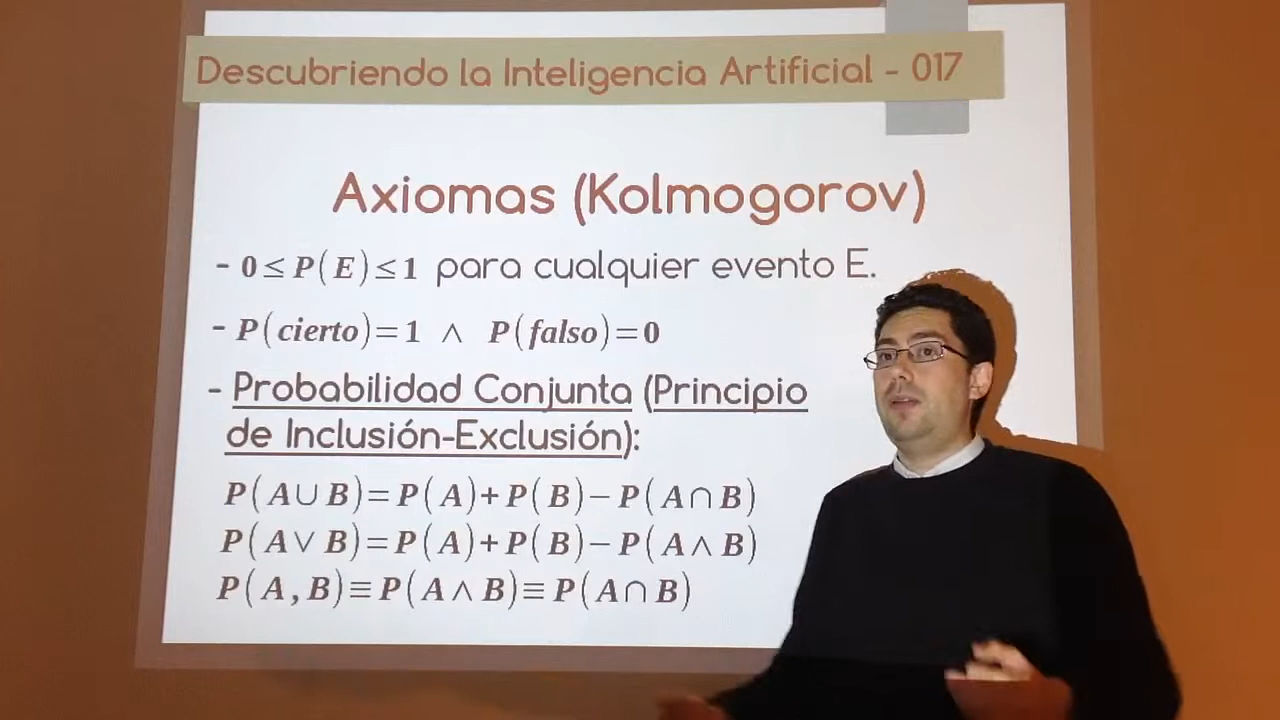 Descubriendo la Inteligencia Artificial - 017
Axiomas (Kolmogorov)
- 0≤P(E)≤1 para cualquier evento E.
- P(cierto)=1 ∧ P(falso)=0
- Probabilidad Conjunta (Principio
de Inclusión-Exclusión):
P(A∪B)=P(A)+P(B)−P(A∩B)
P(A∨B)=P(A)+P(B)−P(A∧B)
P(A,B)≡P(A∧B)≡P(A∩B)